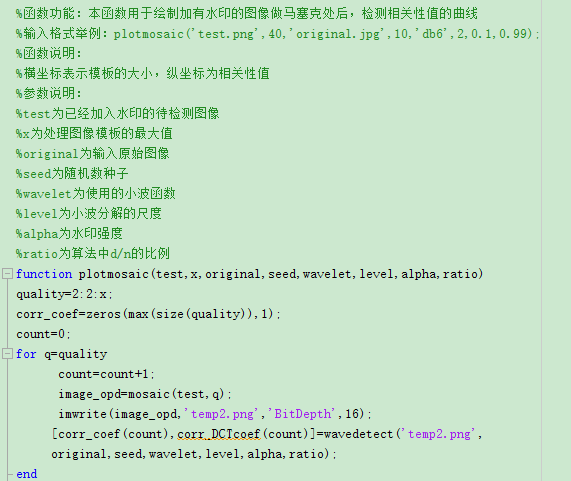 %函数功能：本函数用于绘制加有水印的图像做马塞克处后，检测相关性值的曲线
%输入格式举例：plotmosaic('test.png',40,'original.jpg',10,'db6',2,0.1,0.99);
%函数说明：
%横坐标表示模板的大小，纵坐标为相关性值
%参数说明：
%test为已经加入水印的待检测图像
%x为处理图像模板的最大值
%original为输入原始图像
%seed为随机数种子
%wavelet为使用的小波函数
%level为小波分解的尺度
%alpha为水印强度
%ratio为算法中d/n的比例
function plotmosaic(test,x,original,seed,wavelet,level,alpha,ratio)
quality=2:2:x;
corr_coef=zeros(max(size(quality)),1);
count=0;
for q=quality
count=count+1;
image_opd=mosaic(test,q);
imwrite(image_opd,'temp2.png','BitDepth',16);
[corr_coef(count),corr_DCTcoef(count)]=wavedetect('temp2.png',
original,seed,wavelet,level,alpha,ratio);
end